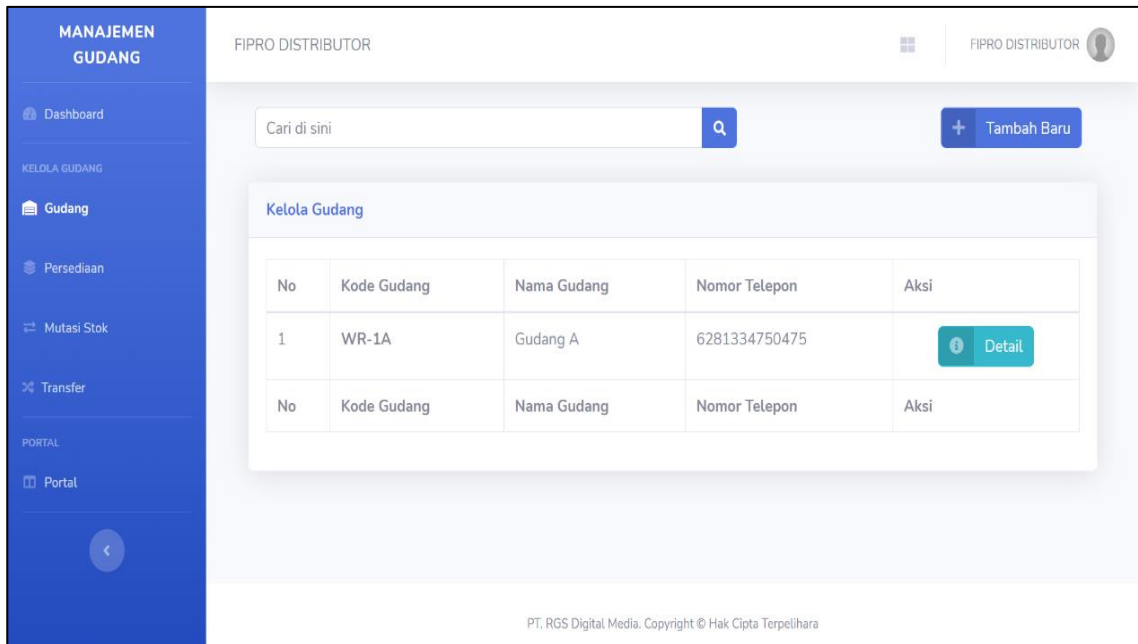 MANAJEMEN
GUDANG
FIPRO DISTRIBUTOR
FIPRO DISTRIBUTOR
Dashboard
Cari di sini
Tambah Baru
KELOLA GUDANG
Gudang
Kelola Gudang
Persediaan
No Kode Gudang Nama Gudang Nomor Telepon Aksi
Mutasi Stok
1 WR-1A Gudang A 6281334750475 Detail
Transfer
No Kode Gudang Nama Gudang Nomor Telepon Aksi
PORTAL
Portal
PT. RGS Digital Media. Copyright © Hak Cipta Terpelihara